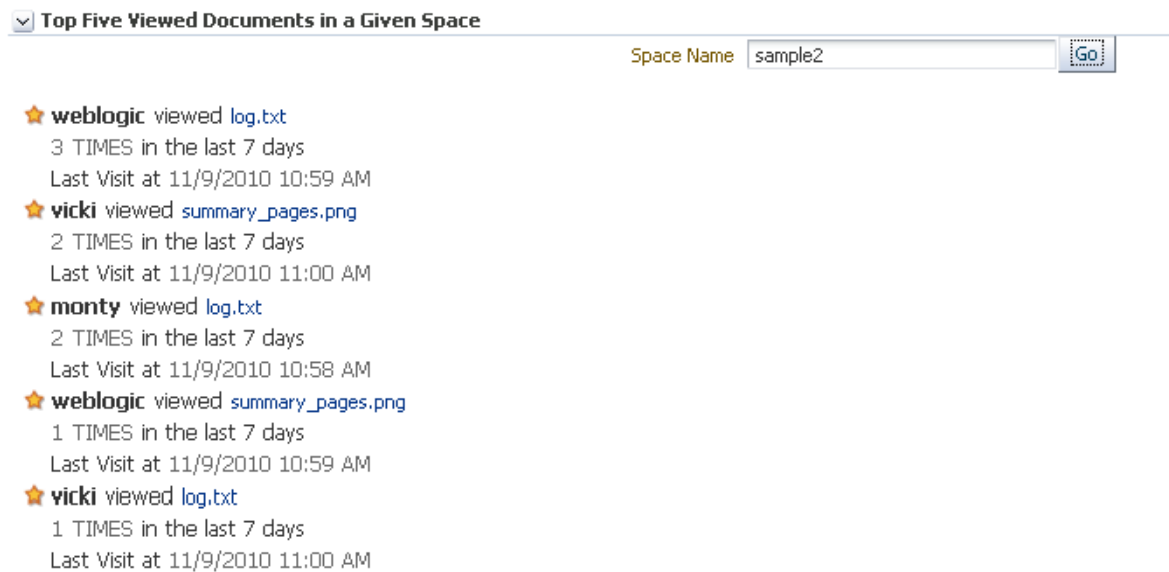 Top Five Viewed Documents in a Given Space
Space Name sample2 Go
weblogic viewed log.txt
3 TIMES in the last 7 days
Last Visit at 11/9/2010 10:59 AM
vicki viewed summary_pages.png
2 TIMES in the last 7 days
Last Visit at 11/9/2010 11:00 AM
monty viewed log.txt
2 TIMES in the last 7 days
Last Visit at 11/9/2010 10:58 AM
weblogic viewed summary_pages.png
1 TIMES in the last 7 days
Last Visit at 11/9/2010 10:59 AM
vicki viewed log.txt
1 TIMES in the last 7 days
Last Visit at 11/9/2010 11:00 AM